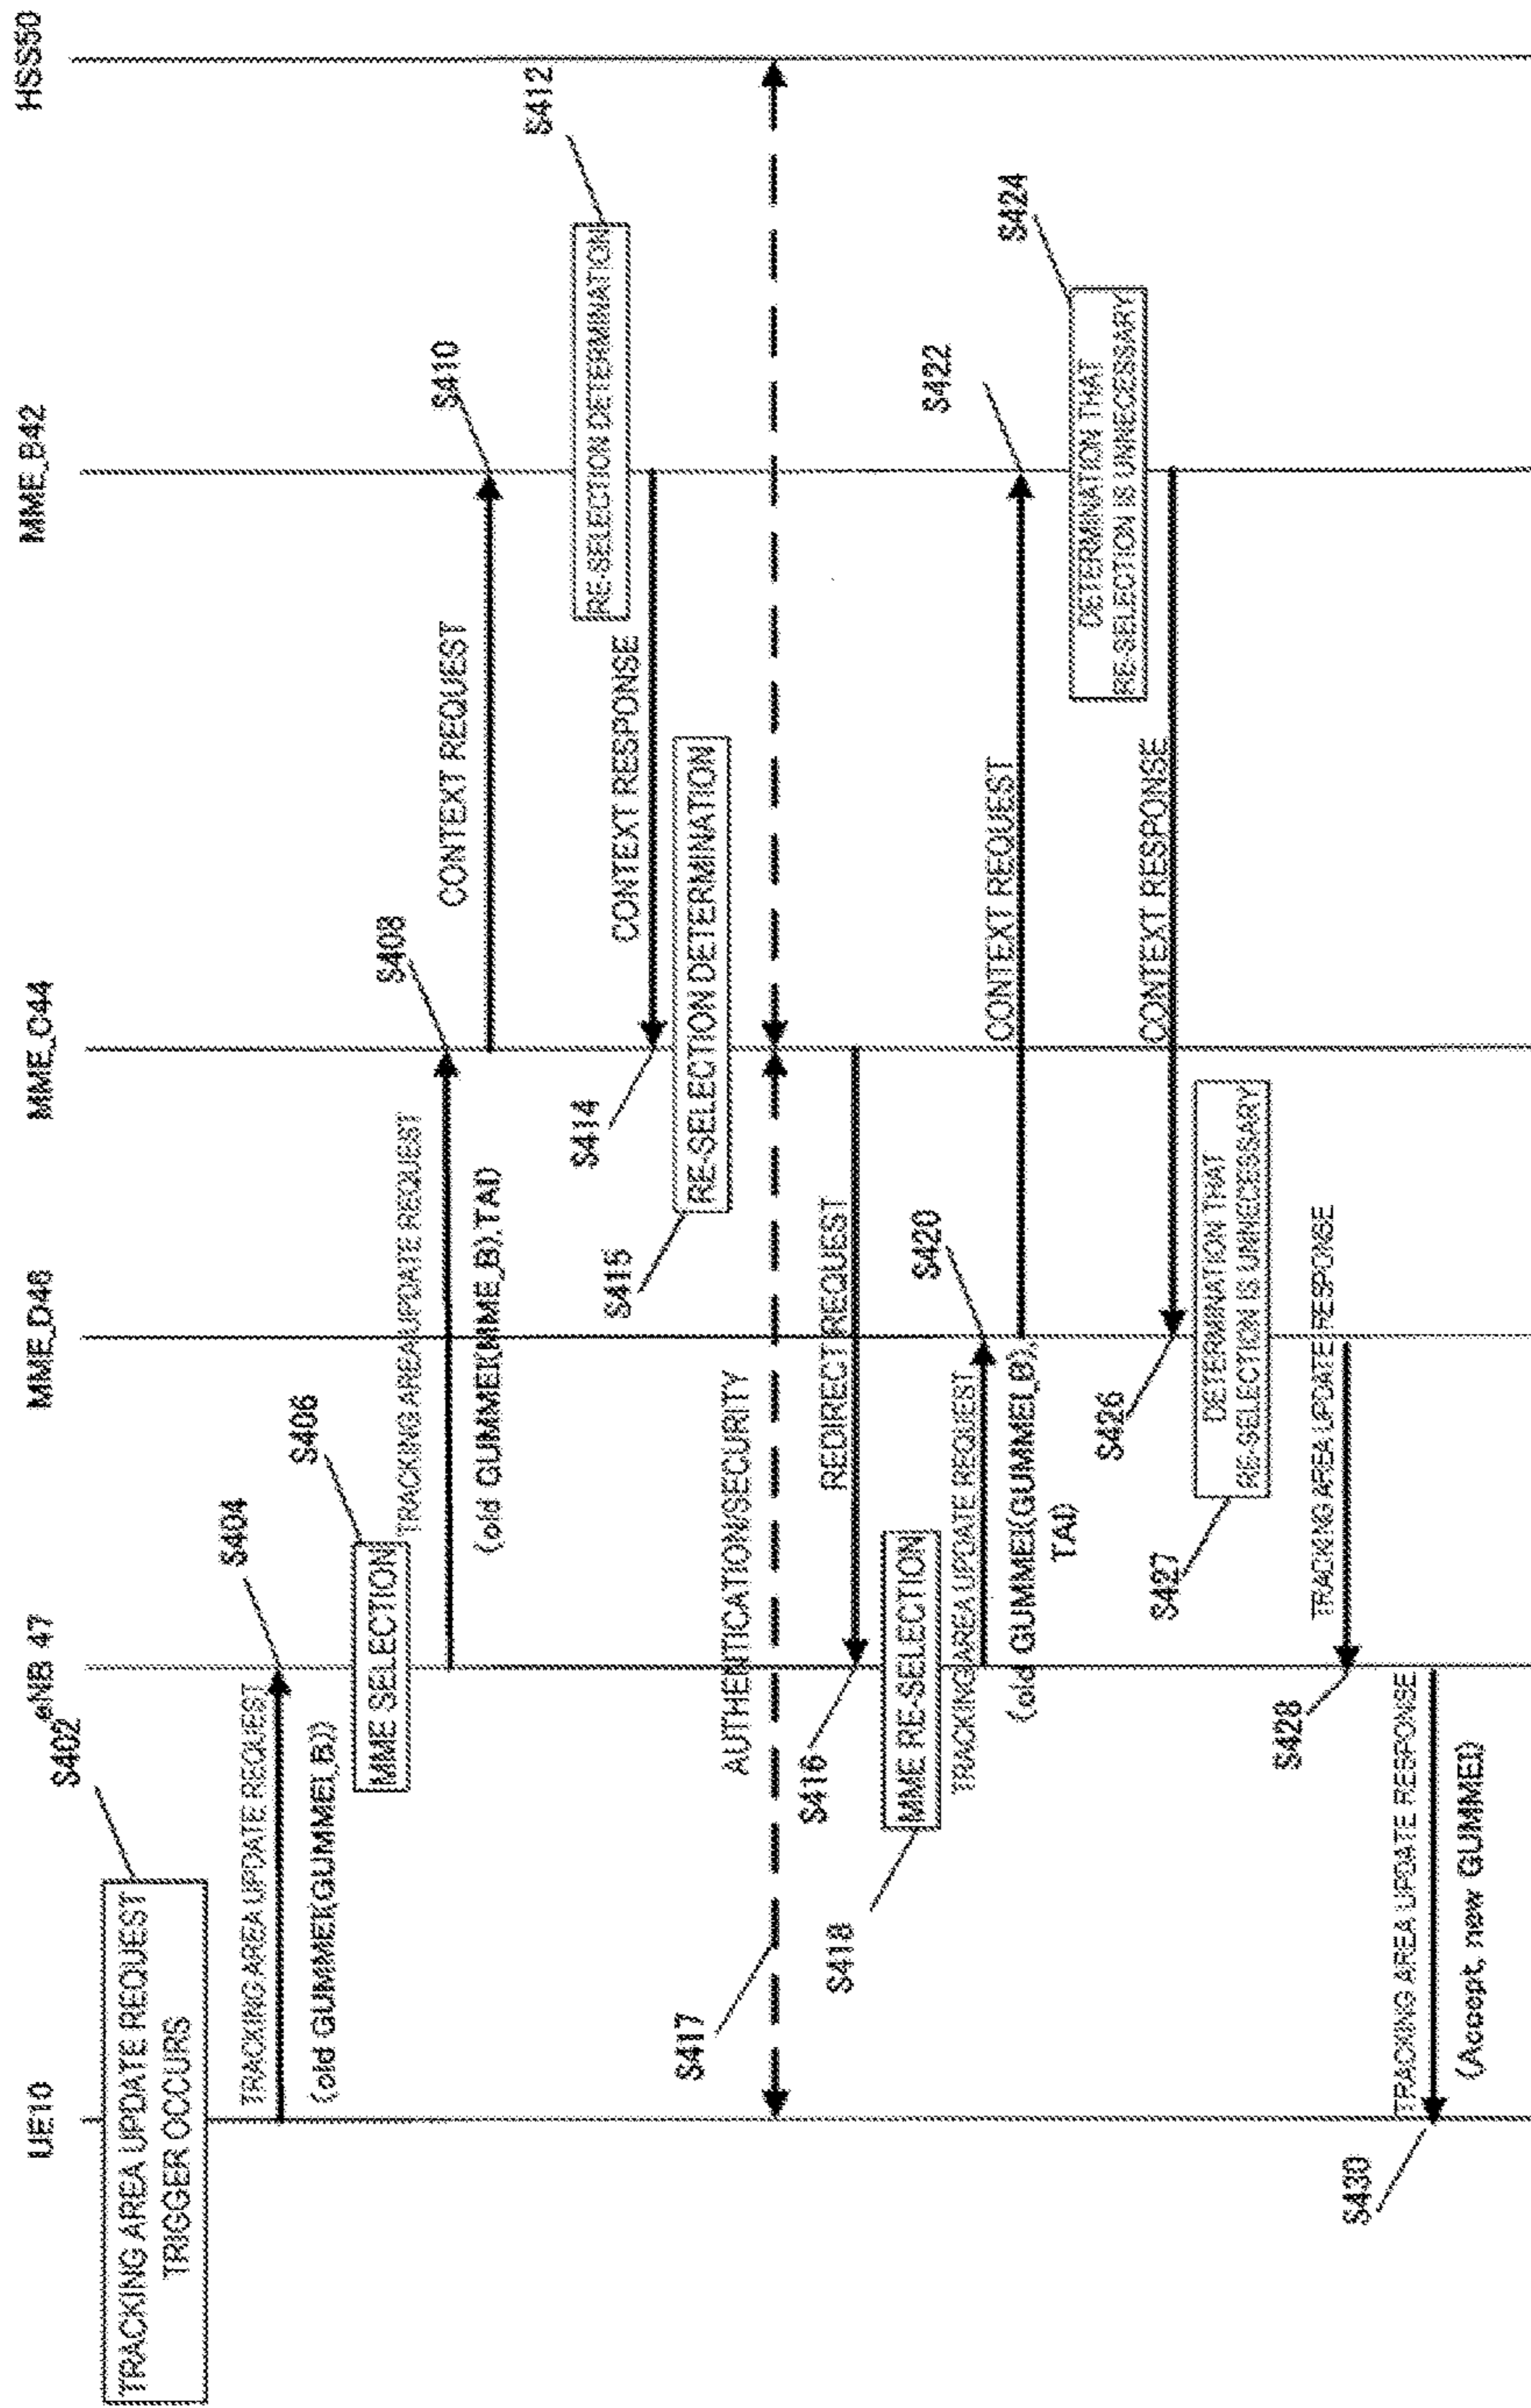 UE10
eNB 47
MME_D46
MME_C44
MME_B42
HSS50
TRACKING AREA UPDATE REQUEST
TRIGGER OCCURS
S402
TRACKING AREA UPDATE REQUEST
(old GUMMEI(GUMMEI_B))
S404
MME SELECTION
S406
TRACKING AREA UPDATE REQUEST
(old GUMMEI(MME_B),TAI)
S408
CONTEXT REQUEST
S410
RE-SELECTION DETERMINATION
S412
CONTEXT RESPONSE
S414
RE-SELECTION DETERMINATION
S415
AUTHENTICATION/SECURITY
S417
REDIRECT REQUEST
S416
MME RE-SELECTION
S418
TRACKING AREA UPDATE REQUEST
(old GUMMEI(GUMMEI_B),
TAI)
S420
CONTEXT REQUEST
S422
DETERMINATION THAT
RE-SELECTION IS UNNECESSARY
S424
CONTEXT RESPONSE
S426
DETERMINATION THAT
RE-SELECTION IS UNNECESSARY
S427
TRACKING AREA UPDATE RESPONSE
S428
TRACKING AREA UPDATE RESPONSE
(Accept, new GUMMEI)
S430